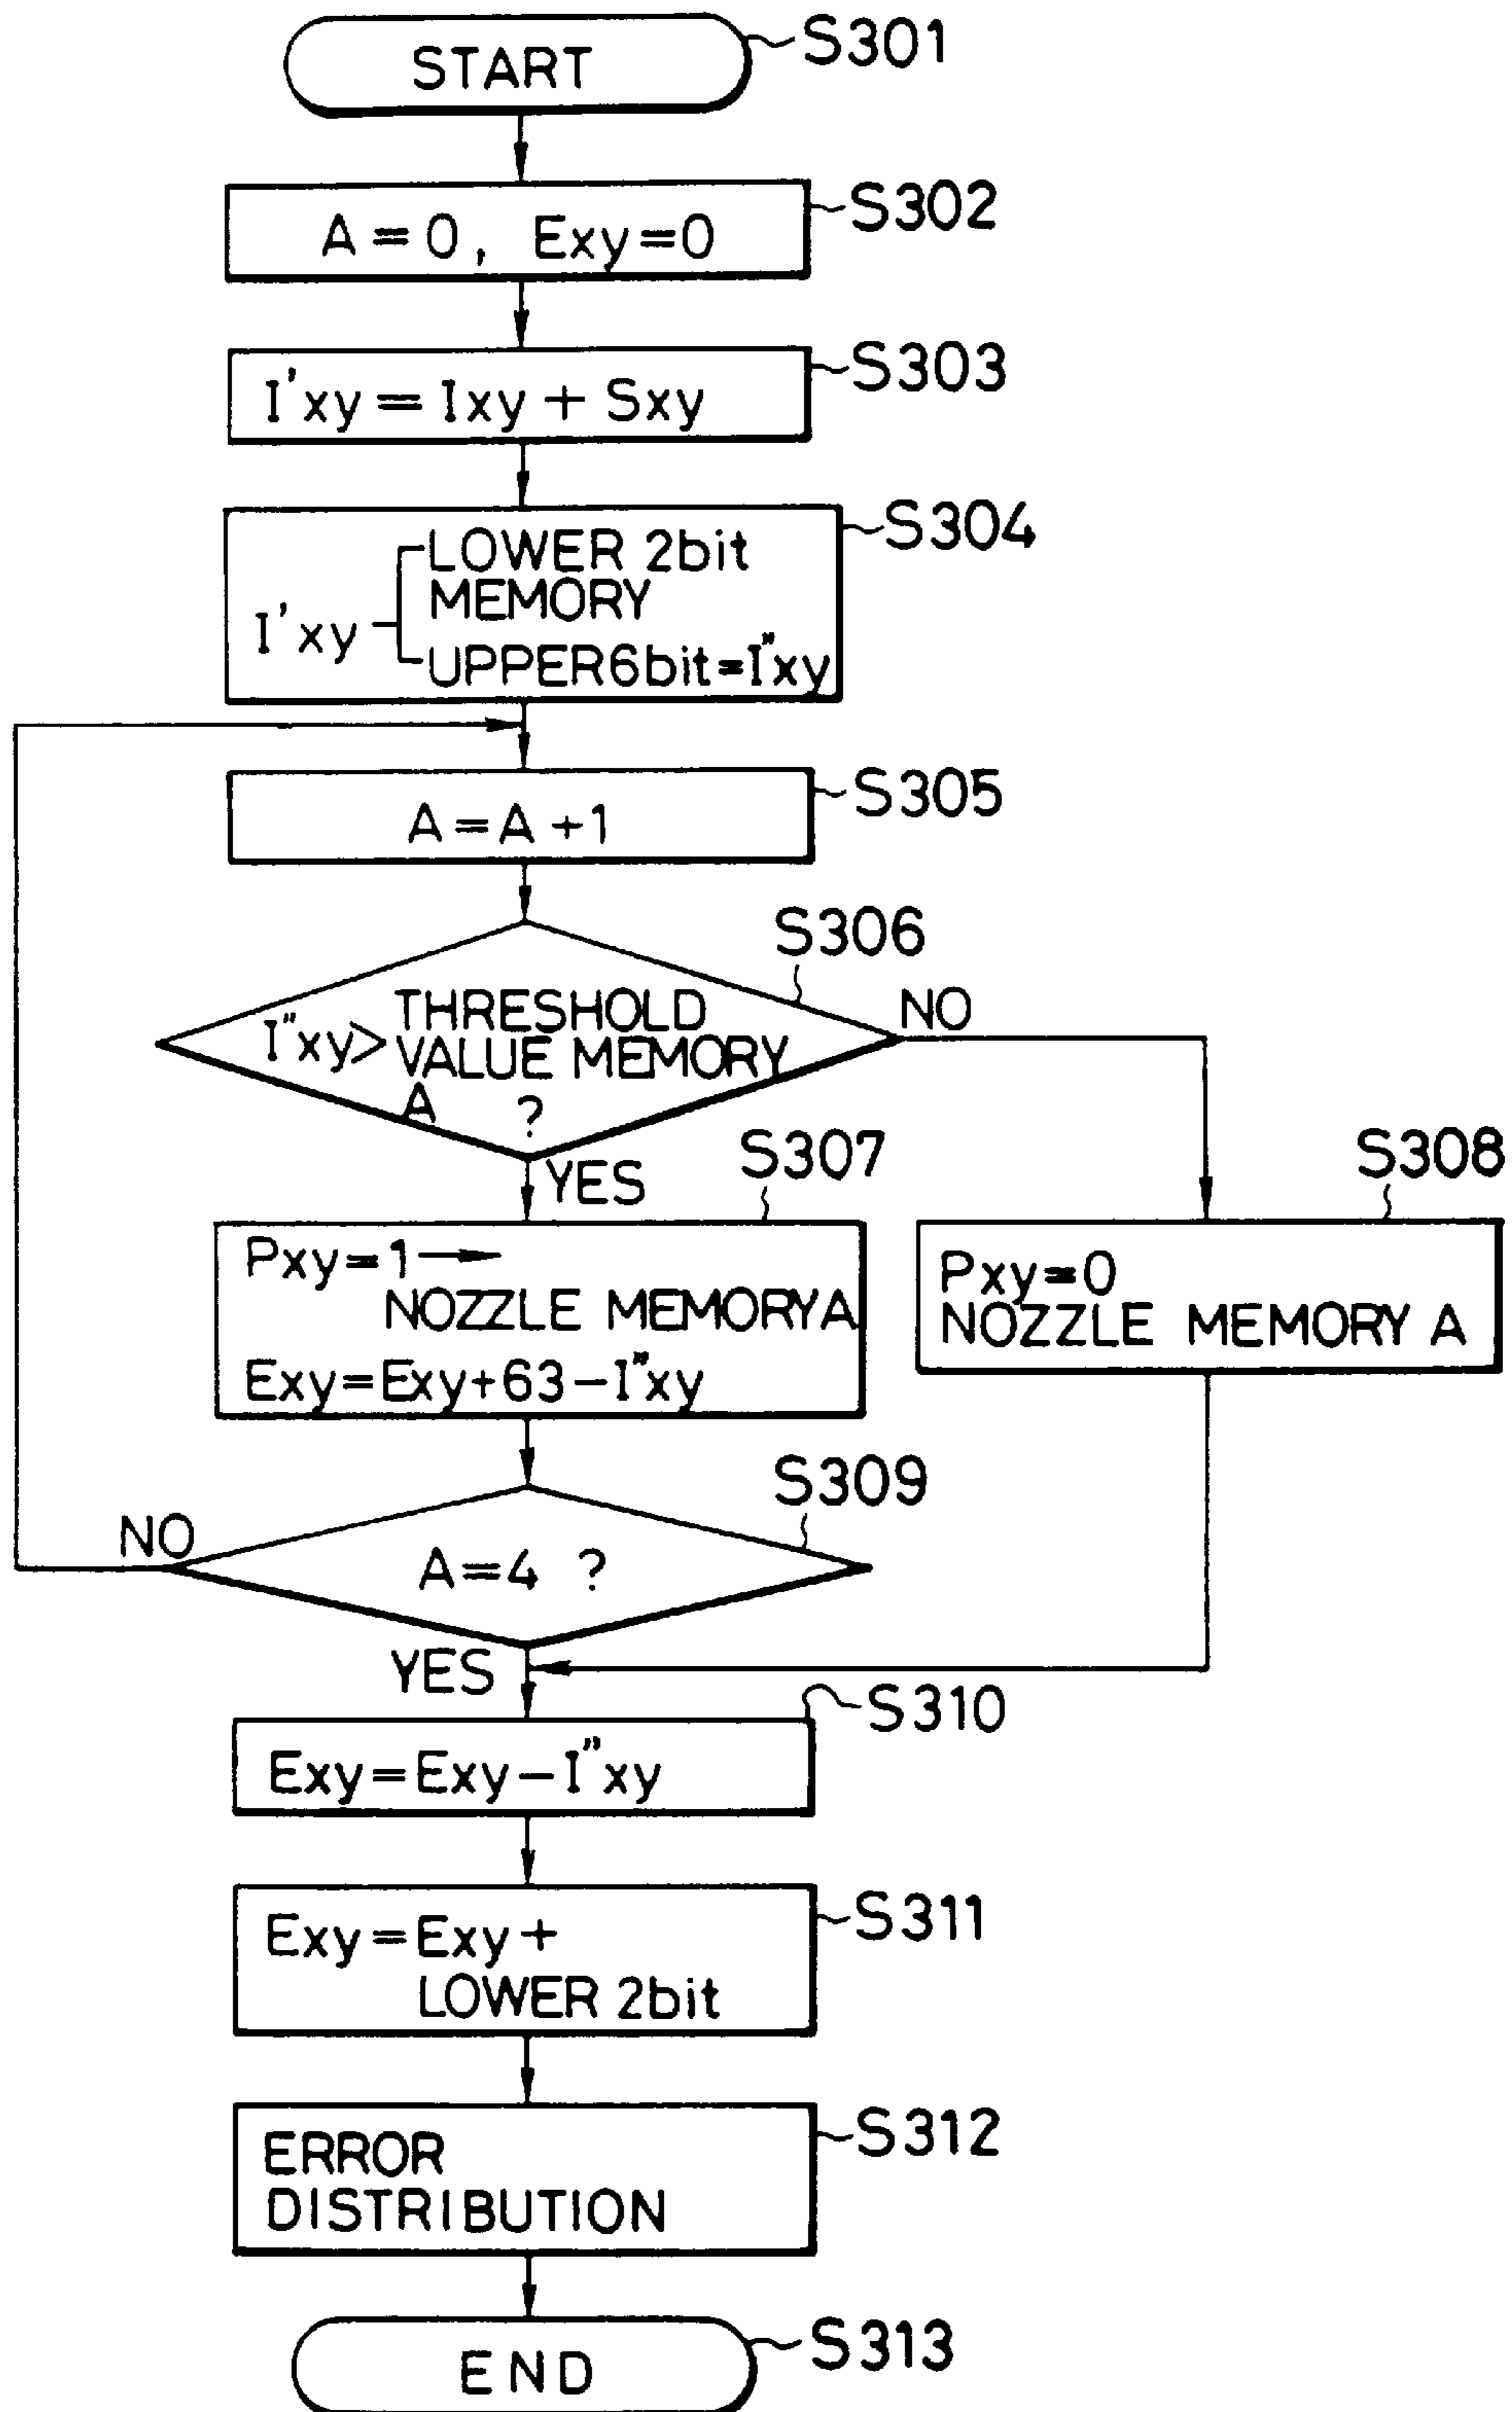 START
S301
A=0, Exy=0
S302
I'xy=Ixy+Sxy
S303
LOWER 2bit
MEMORY
I'xy
UPPER6bit=I"xy
S304
A=A+1
S305
S306
THRESHOLD
I"xy>VALUE MEMORY
A ?
NO
YES
S307
S308
Pxy=1→
NOZZLE MEMORYA
Exy=Exy+63-I"xy
Pxy=0
NOZZLE MEMORY A
S309
NO
A=4 ?
YES
S310
Exy=Exy-I"xy
S311
Exy=Exy+
LOWER 2bit
S312
ERROR
DISTRIBUTION
END
S313